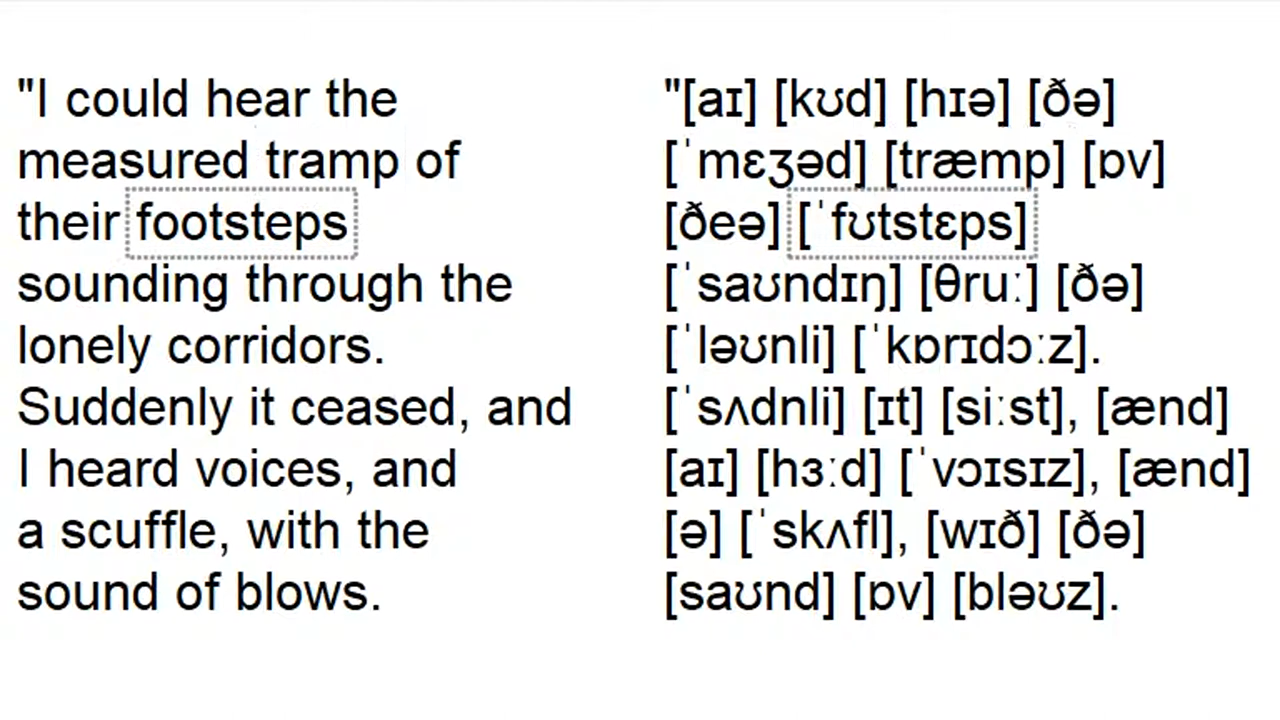 "I could hear the
measured tramp of
their footsteps
sounding through the
lonely corridors.
Suddenly it ceased, and
I heard voices, and
a scuffle, with the
sound of blows.
"[aɪ] [kʊd] [hɪə] [ðə]
[ˈmɛʒəd] [træmp] [ɒv]
[ðeə] [ˈfʊtstɛps]
[ˈsaʊndɪŋ] [θruː] [ðə]
[ˈləʊnli] [ˈkɒrɪdɔːz].
[ˈsʌdnli] [ɪt] [siːst], [ænd]
[aɪ] [hɜːd] [ˈvɔɪsɪz], [ænd]
[ə] [ˈskʌfl], [wɪð] [ðə]
[saʊnd] [ɒv] [bləʊz].